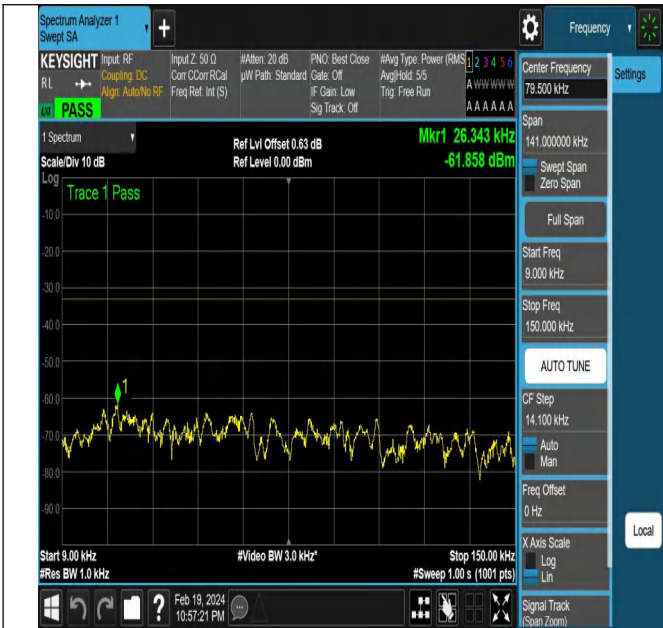 Spectrum Analyzer 1
Swept SA
+
Frequency
KEYSIGHT
RL
PASS
Input: RF
Coupling: DC
Align: Auto/No RF
Input Z: 50 Ω
Corr CCorr RCal
Freq Ref: Int (S)
#Atten: 20 dB
µW Path: Standard
PNO: Best Close
Gate: Off
IF Gain: Low
Sig Track: Off
#Avg Type: Power (RMS
Avg|Hold: 5/5
Trig: Free Run
1 2 3 4 5 6
A W W W W W
A A A A A A
1 Spectrum
Scale/Div 10 dB
Log
Ref Lvl Offset 0.63 dB
Ref Level 0.00 dBm
Mkr1 26.343 kHz
-61.858 dBm
Trace 1 Pass
-10.0
-20.0
-30.0
-40.0
-50.0
-60.0
-70.0
-80.0
-90.0
1
Start 9.00 kHz
#Res BW 1.0 kHz
#Video BW 3.0 kHz*
Stop 150.00 kHz
#Sweep 1.00 s (1001 pts)
?
Feb 19, 2024
10:57:21 PM
Center Frequency
79.500 kHz
Settings
Span
141.000000 kHz
Swept Span
Zero Span
Full Span
Start Freq
9.000 kHz
Stop Freq
150.000 kHz
AUTO TUNE
CF Step
14.100 kHz
Auto
Man
Freq Offset
0 Hz
X Axis Scale
Log
Lin
Local
Signal Track
(Span Zoom)